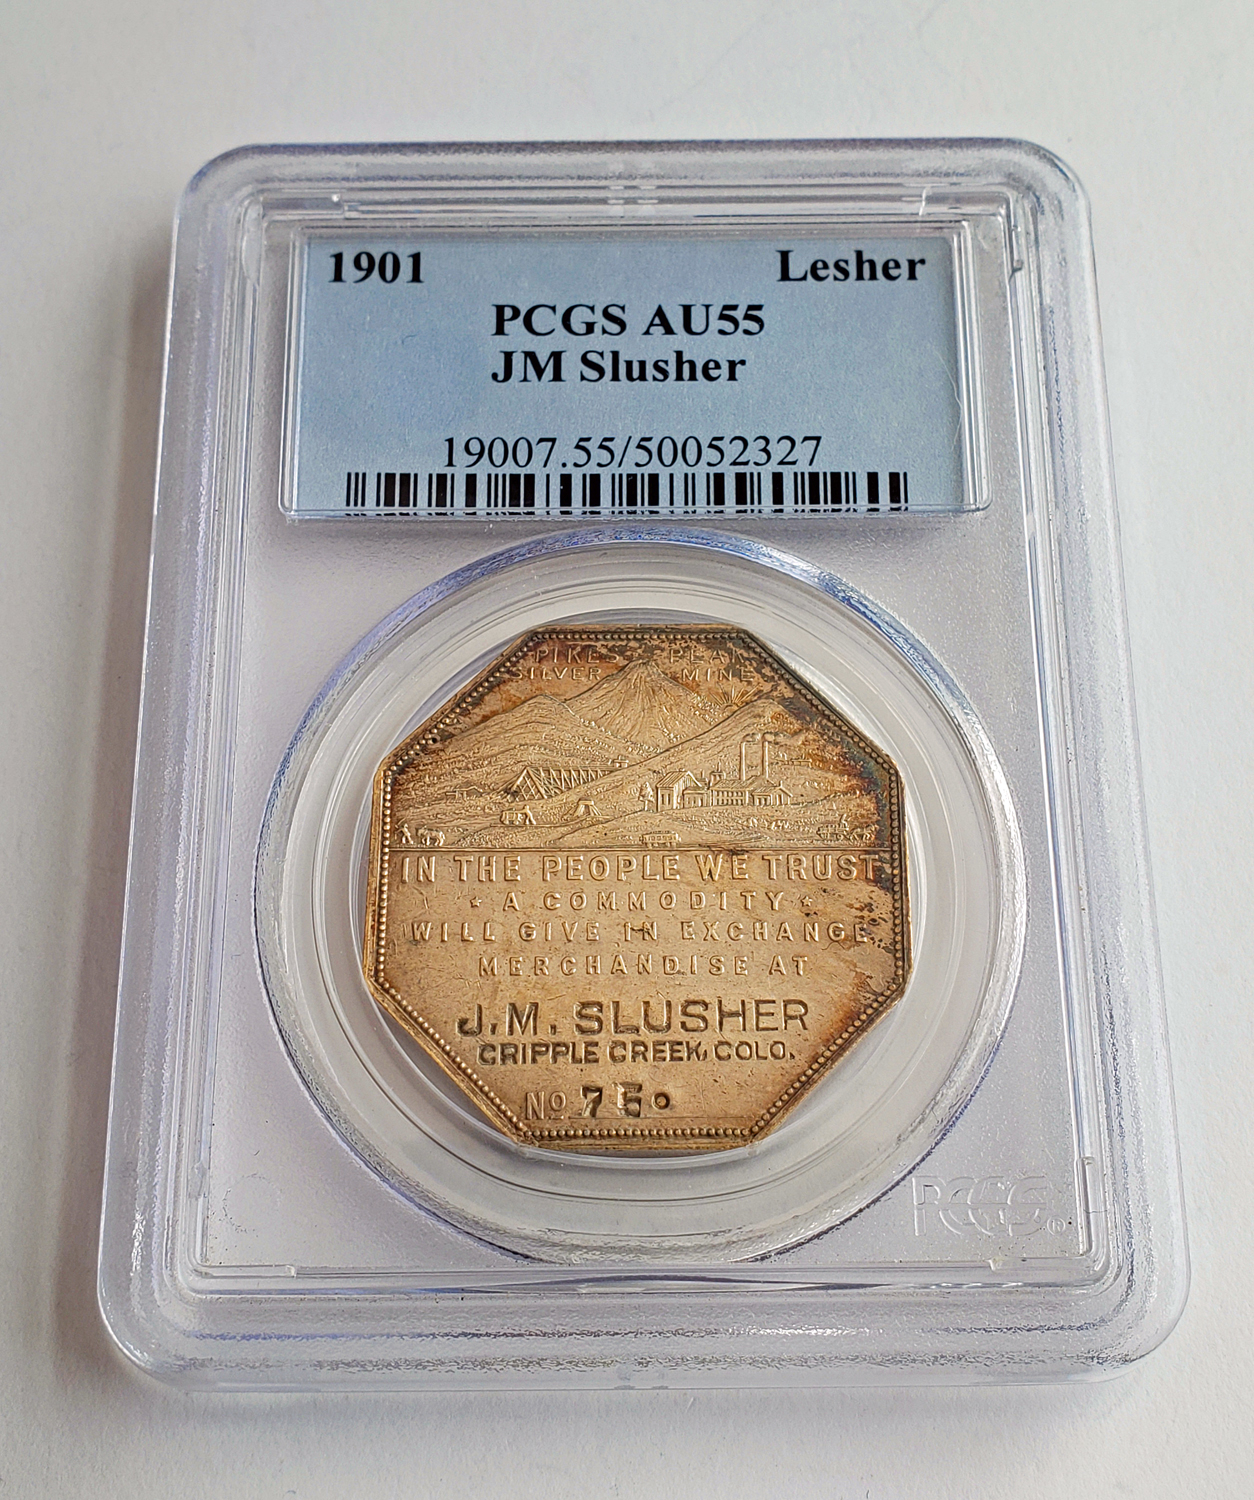 1901 Lesher
PCGS AU55
JM Slusher
19007.55/50052327
PIKES PEAK
SILVER MINE
IN THE PEOPLE WE TRUST
* A COMMODITY *
WILL GIVE IN EXCHANGE
MERCHANDISE AT
J.M. SLUSHER
CRIPPLE CREEK, COLO.
No 750
PCGS®